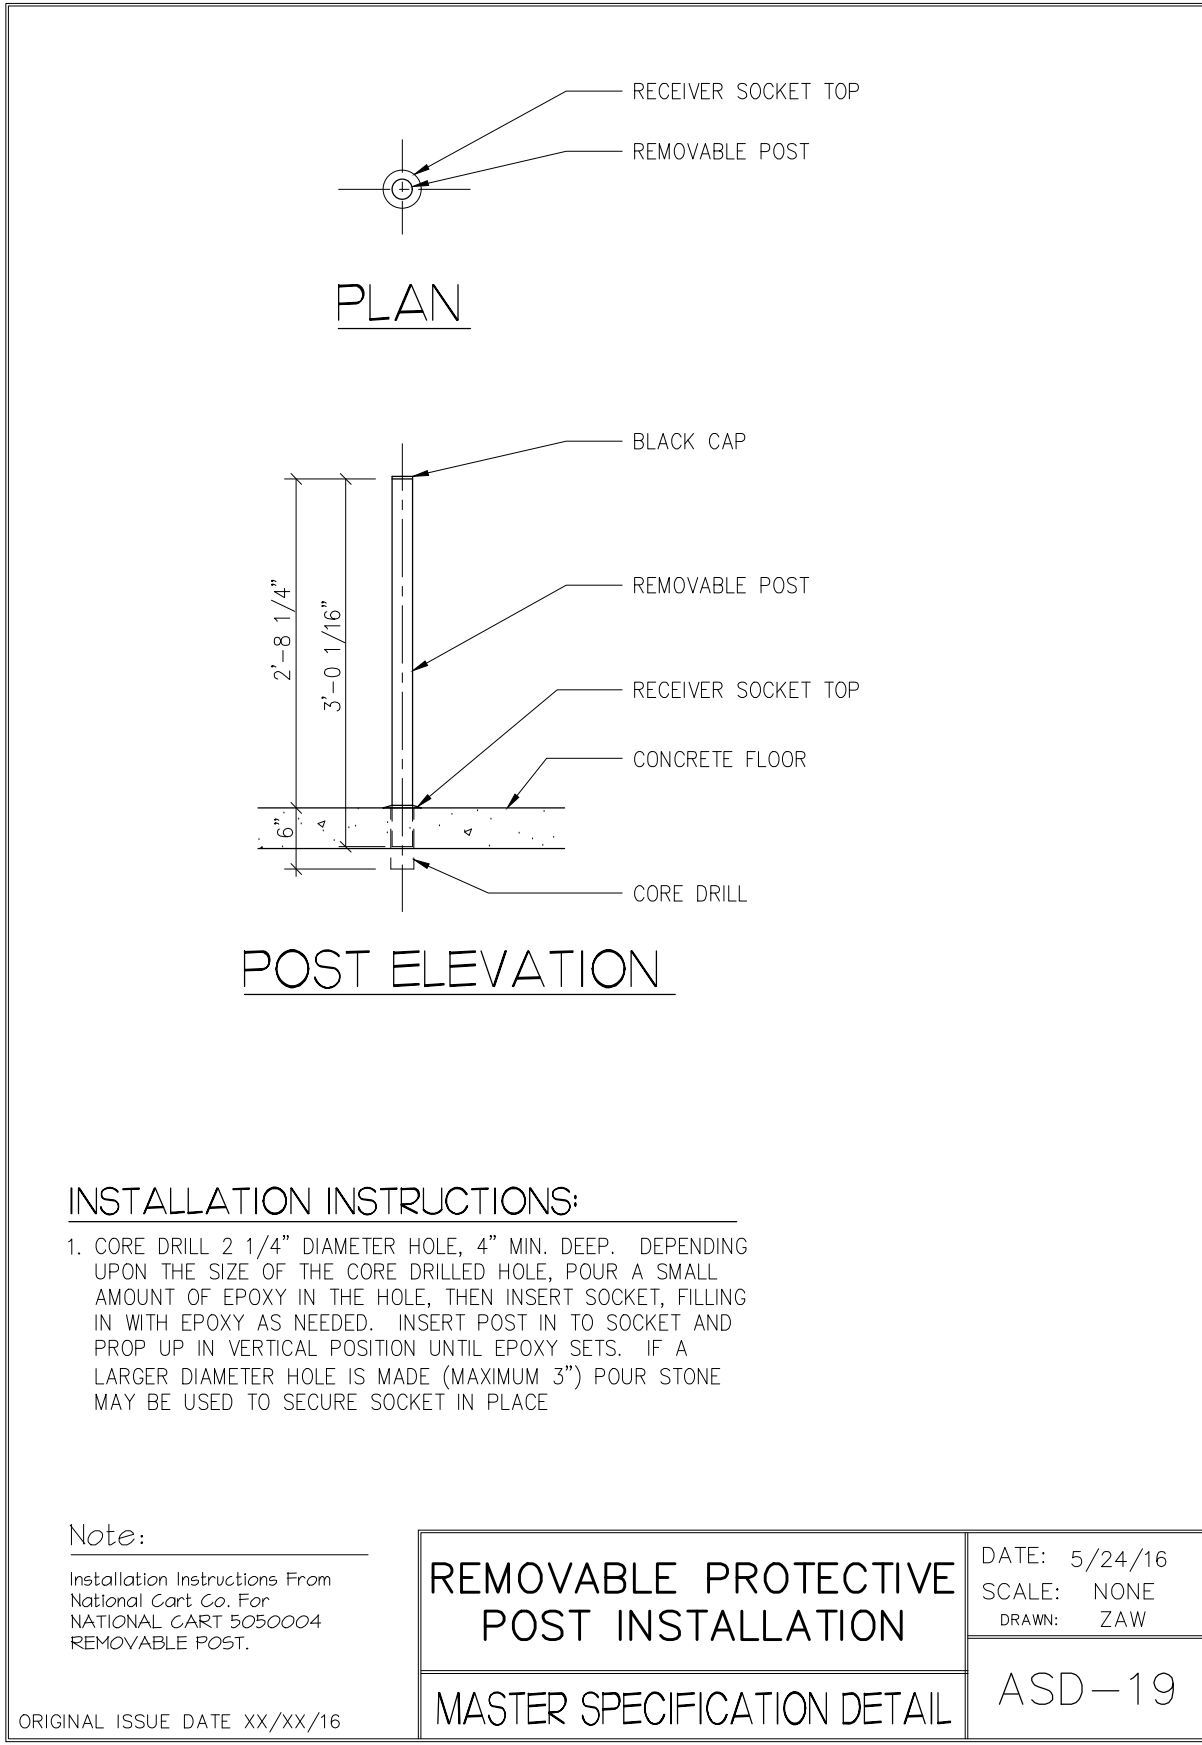 RECEIVER SOCKET TOP
REMOVABLE POST
PLAN
BLACK CAP
2'-8 1/4"
3'-0 1/16"
REMOVABLE POST
RECEIVER SOCKET TOP
CONCRETE FLOOR
6"
CORE DRILL
POST ELEVATION
INSTALLATION INSTRUCTIONS:
1. CORE DRILL 2 1/4" DIAMETER HOLE, 4" MIN. DEEP. DEPENDING
UPON THE SIZE OF THE CORE DRILLED HOLE, POUR A SMALL
AMOUNT OF EPOXY IN THE HOLE, THEN INSERT SOCKET, FILLING
IN WITH EPOXY AS NEEDED. INSERT POST IN TO SOCKET AND
PROP UP IN VERTICAL POSITION UNTIL EPOXY SETS. IF A
LARGER DIAMETER HOLE IS MADE (MAXIMUM 3") POUR STONE
MAY BE USED TO SECURE SOCKET IN PLACE
Note:
Installation Instructions From
National Cart Co. For
NATIONAL CART 5050004
REMOVABLE POST.
ORIGINAL ISSUE DATE XX/XX/16
REMOVABLE PROTECTIVE
POST INSTALLATION
MASTER SPECIFICATION DETAIL
DATE: 5/24/16
SCALE: NONE
DRAWN: ZAW
ASD-19